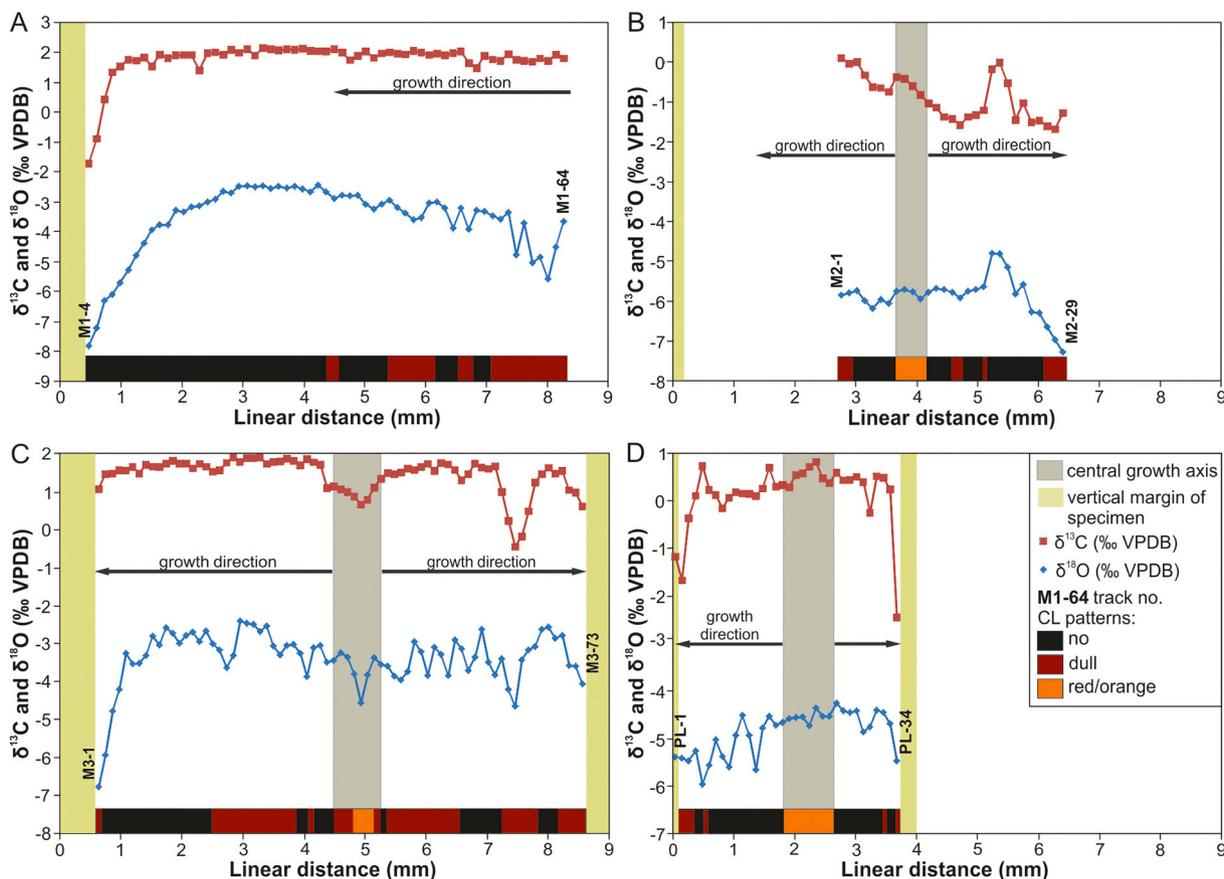 A
3
2
1
0
-1
-2
-3
-4
-5
-6
-7
-8
-9
δ¹³C and δ¹⁸O (‰ VPDB)
growth direction
M1-4
M1-64
0 1 2 3 4 5 6 7 8 9
Linear distance (mm)
B
1
0
-1
-2
-3
-4
-5
-6
-7
-8
δ¹³C and δ¹⁸O (‰ VPDB)
growth direction growth direction
M2-1
M2-29
0 1 2 3 4 5 6 7 8 9
Linear distance (mm)
C
2
1
0
-1
-2
-3
-4
-5
-6
-7
-8
δ¹³C and δ¹⁸O (‰ VPDB)
growth direction growth direction
M3-1
M3-73
0 1 2 3 4 5 6 7 8 9
Linear distance (mm)
D
1
0
-1
-2
-3
-4
-5
-6
-7
δ¹³C and δ¹⁸O (‰ VPDB)
growth
direction
PL-1
PL-34
0 1 2 3 4 5 6 7 8 9
Linear distance (mm)
central growth axis
vertical margin of
specimen
δ¹³C (‰ VPDB)
δ¹⁸O (‰ VPDB)
M1-64 track no.
CL patterns:
no
dull
red/orange